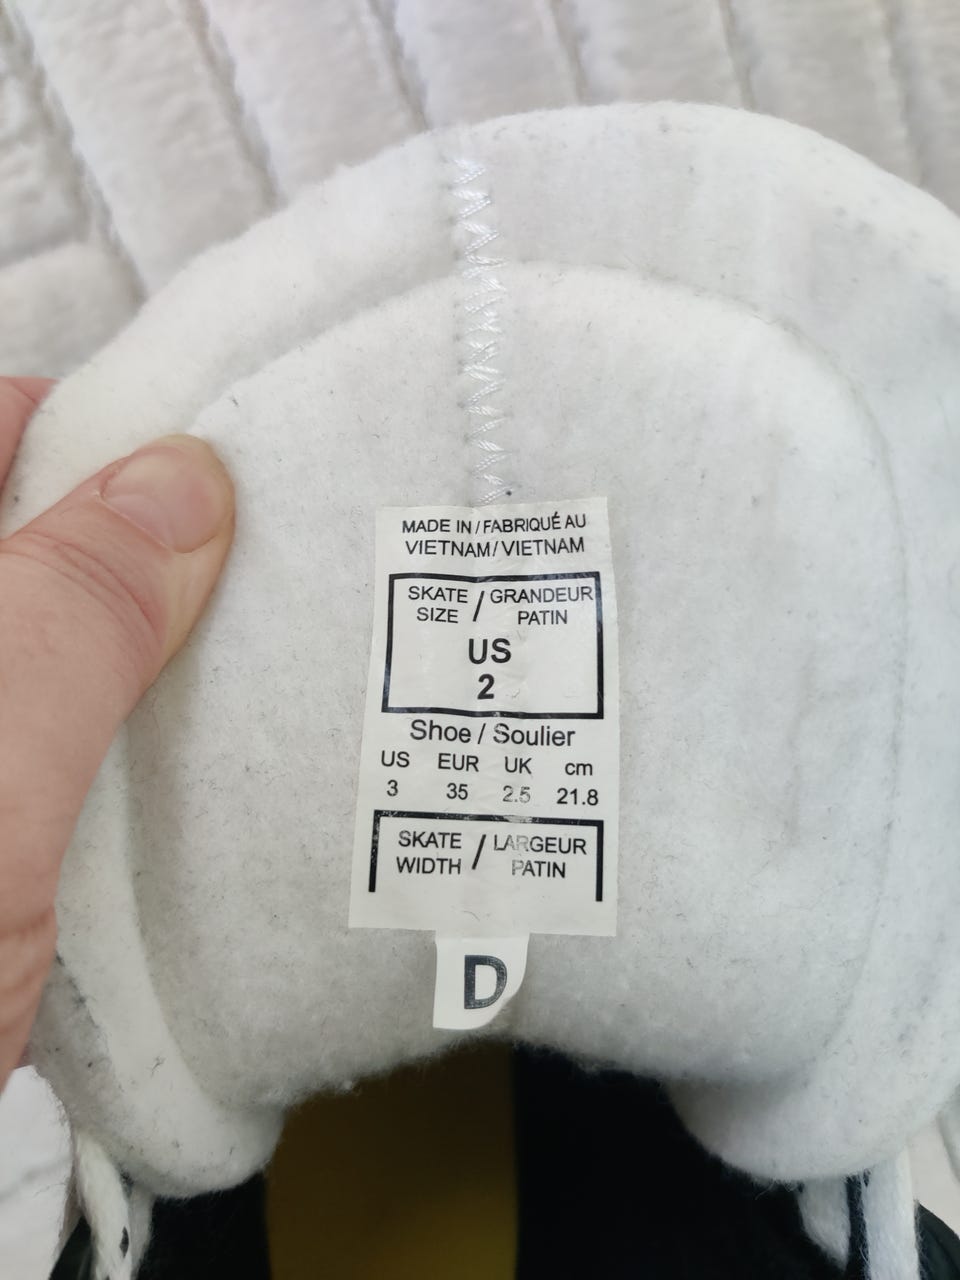 MADE IN / FABRIQUÉ AU
VIETNAM / VIETNAM
SKATE / GRANDEUR
SIZE PATIN
US
2
Shoe / Soulier
US EUR UK cm
3 35 2.5 21.8
SKATE / LARGEUR
WIDTH PATIN
D